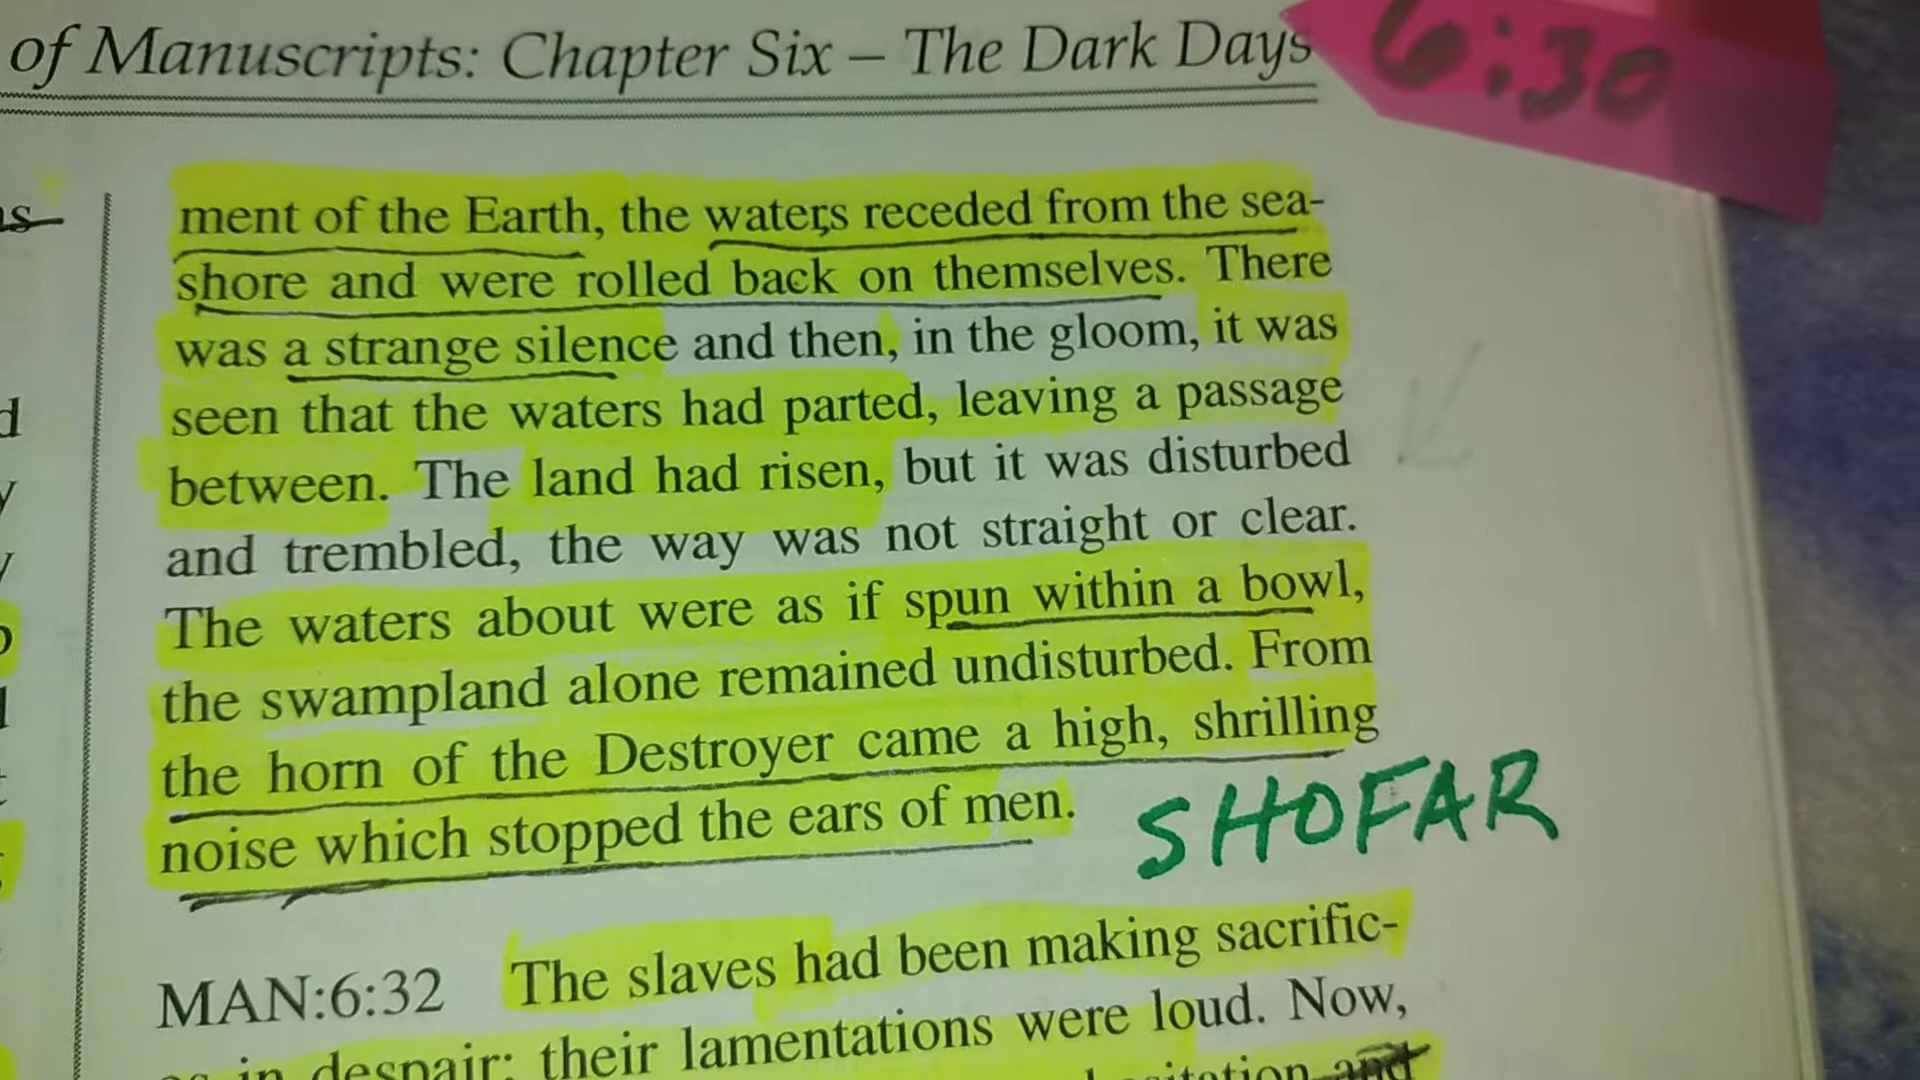 of Manuscripts: Chapter Six – The Dark Days
6:30
ment of the Earth, the waters receded from the sea-
shore and were rolled back on themselves. There
was a strange silence and then, in the gloom, it was
seen that the waters had parted, leaving a passage
between. The land had risen, but it was disturbed
and trembled, the way was not straight or clear.
The waters about were as if spun within a bowl,
the swampland alone remained undisturbed. From
the horn of the Destroyer came a high, shrilling
noise which stopped the ears of men.
SHOFAR
MAN:6:32 The slaves had been making sacrific-
in despair; their lamentations were loud. Now,
and